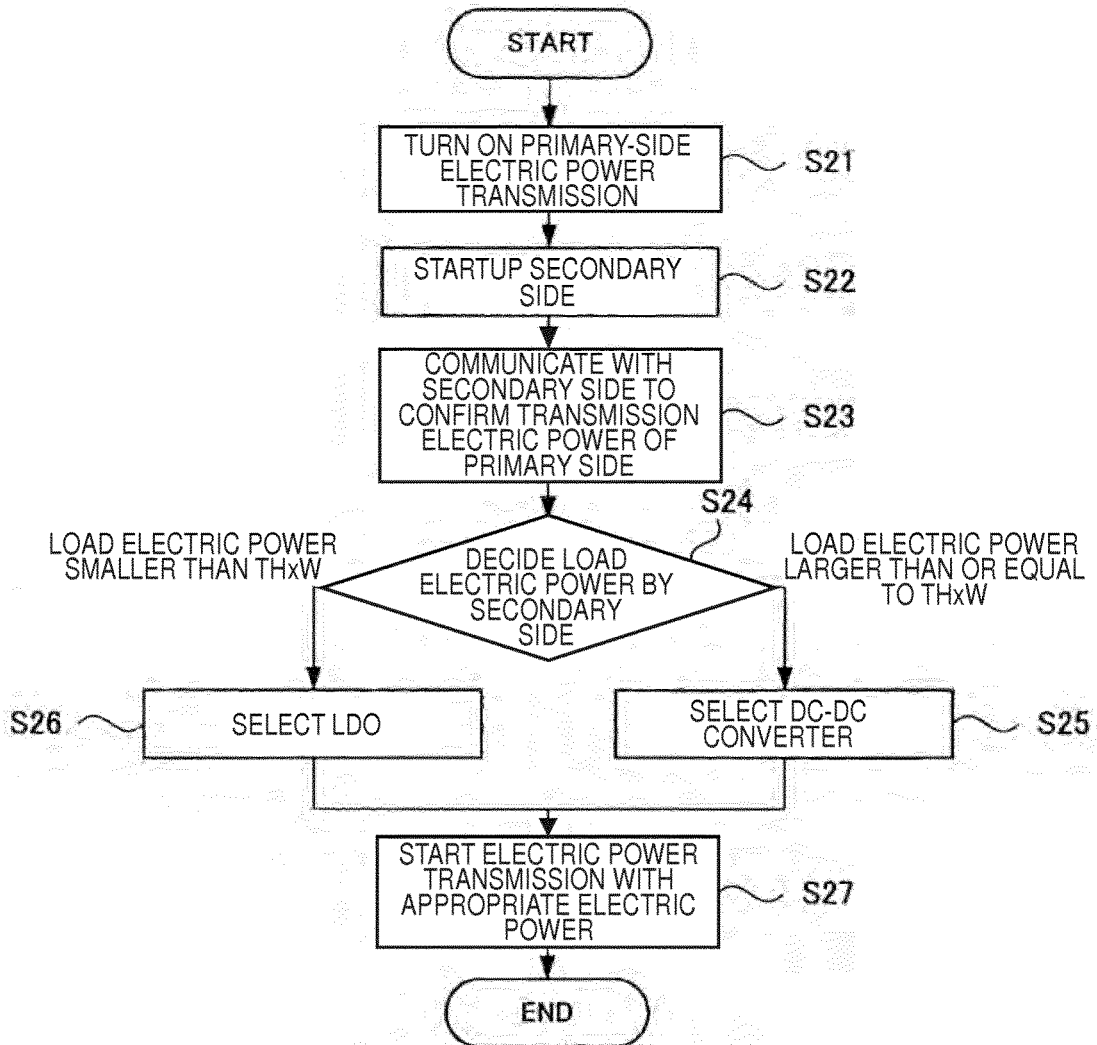 START
TURN ON PRIMARY-SIDE
ELECTRIC POWER
TRANSMISSION
S21
STARTUP SECONDARY
SIDE
S22
COMMUNICATE WITH
SECONDARY SIDE TO
CONFIRM TRANSMISSION
ELECTRIC POWER OF
PRIMARY SIDE
S23
S24
LOAD ELECTRIC POWER
SMALLER THAN THxW
DECIDE LOAD
ELECTRIC POWER BY
SECONDARY
SIDE
LOAD ELECTRIC POWER
LARGER THAN OR EQUAL
TO THxW
S26
SELECT LDO
SELECT DC-DC
CONVERTER
S25
START ELECTRIC POWER
TRANSMISSION WITH
APPROPRIATE ELECTRIC
POWER
S27
END